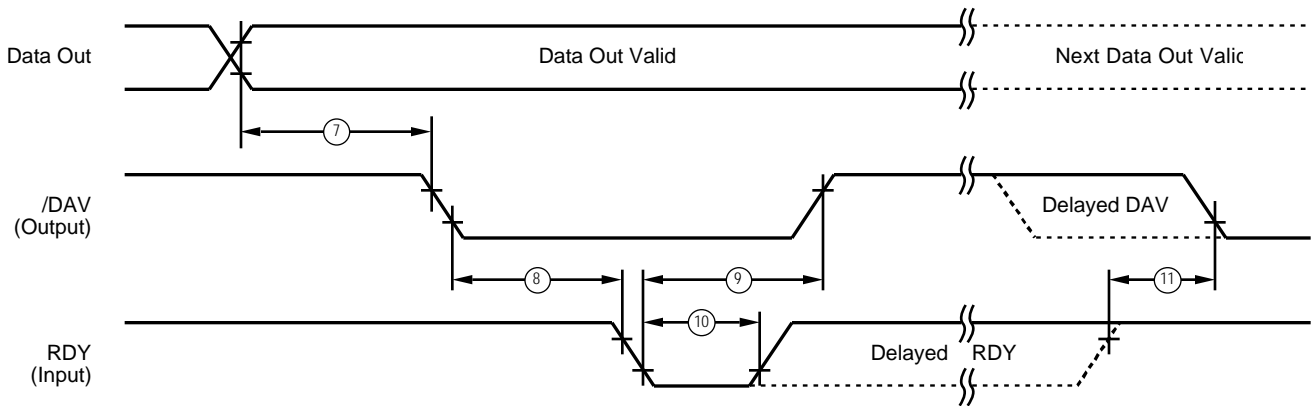 Data Out
Data Out Valid
Next Data Out Valic
7
/DAV
(Output)
Delayed DAV
8
9
11
10
RDY
(Input)
Delayed RDY